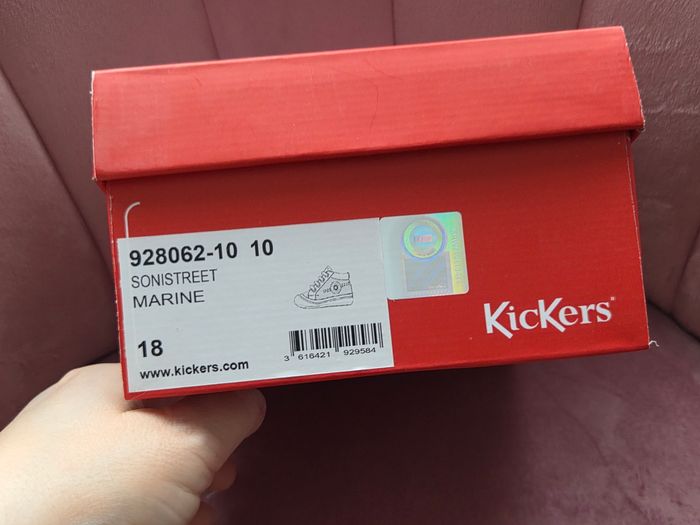 928062-10 10
SONISTREET
MARINE
18
www.kickers.com
3 616421 929584
KicKers